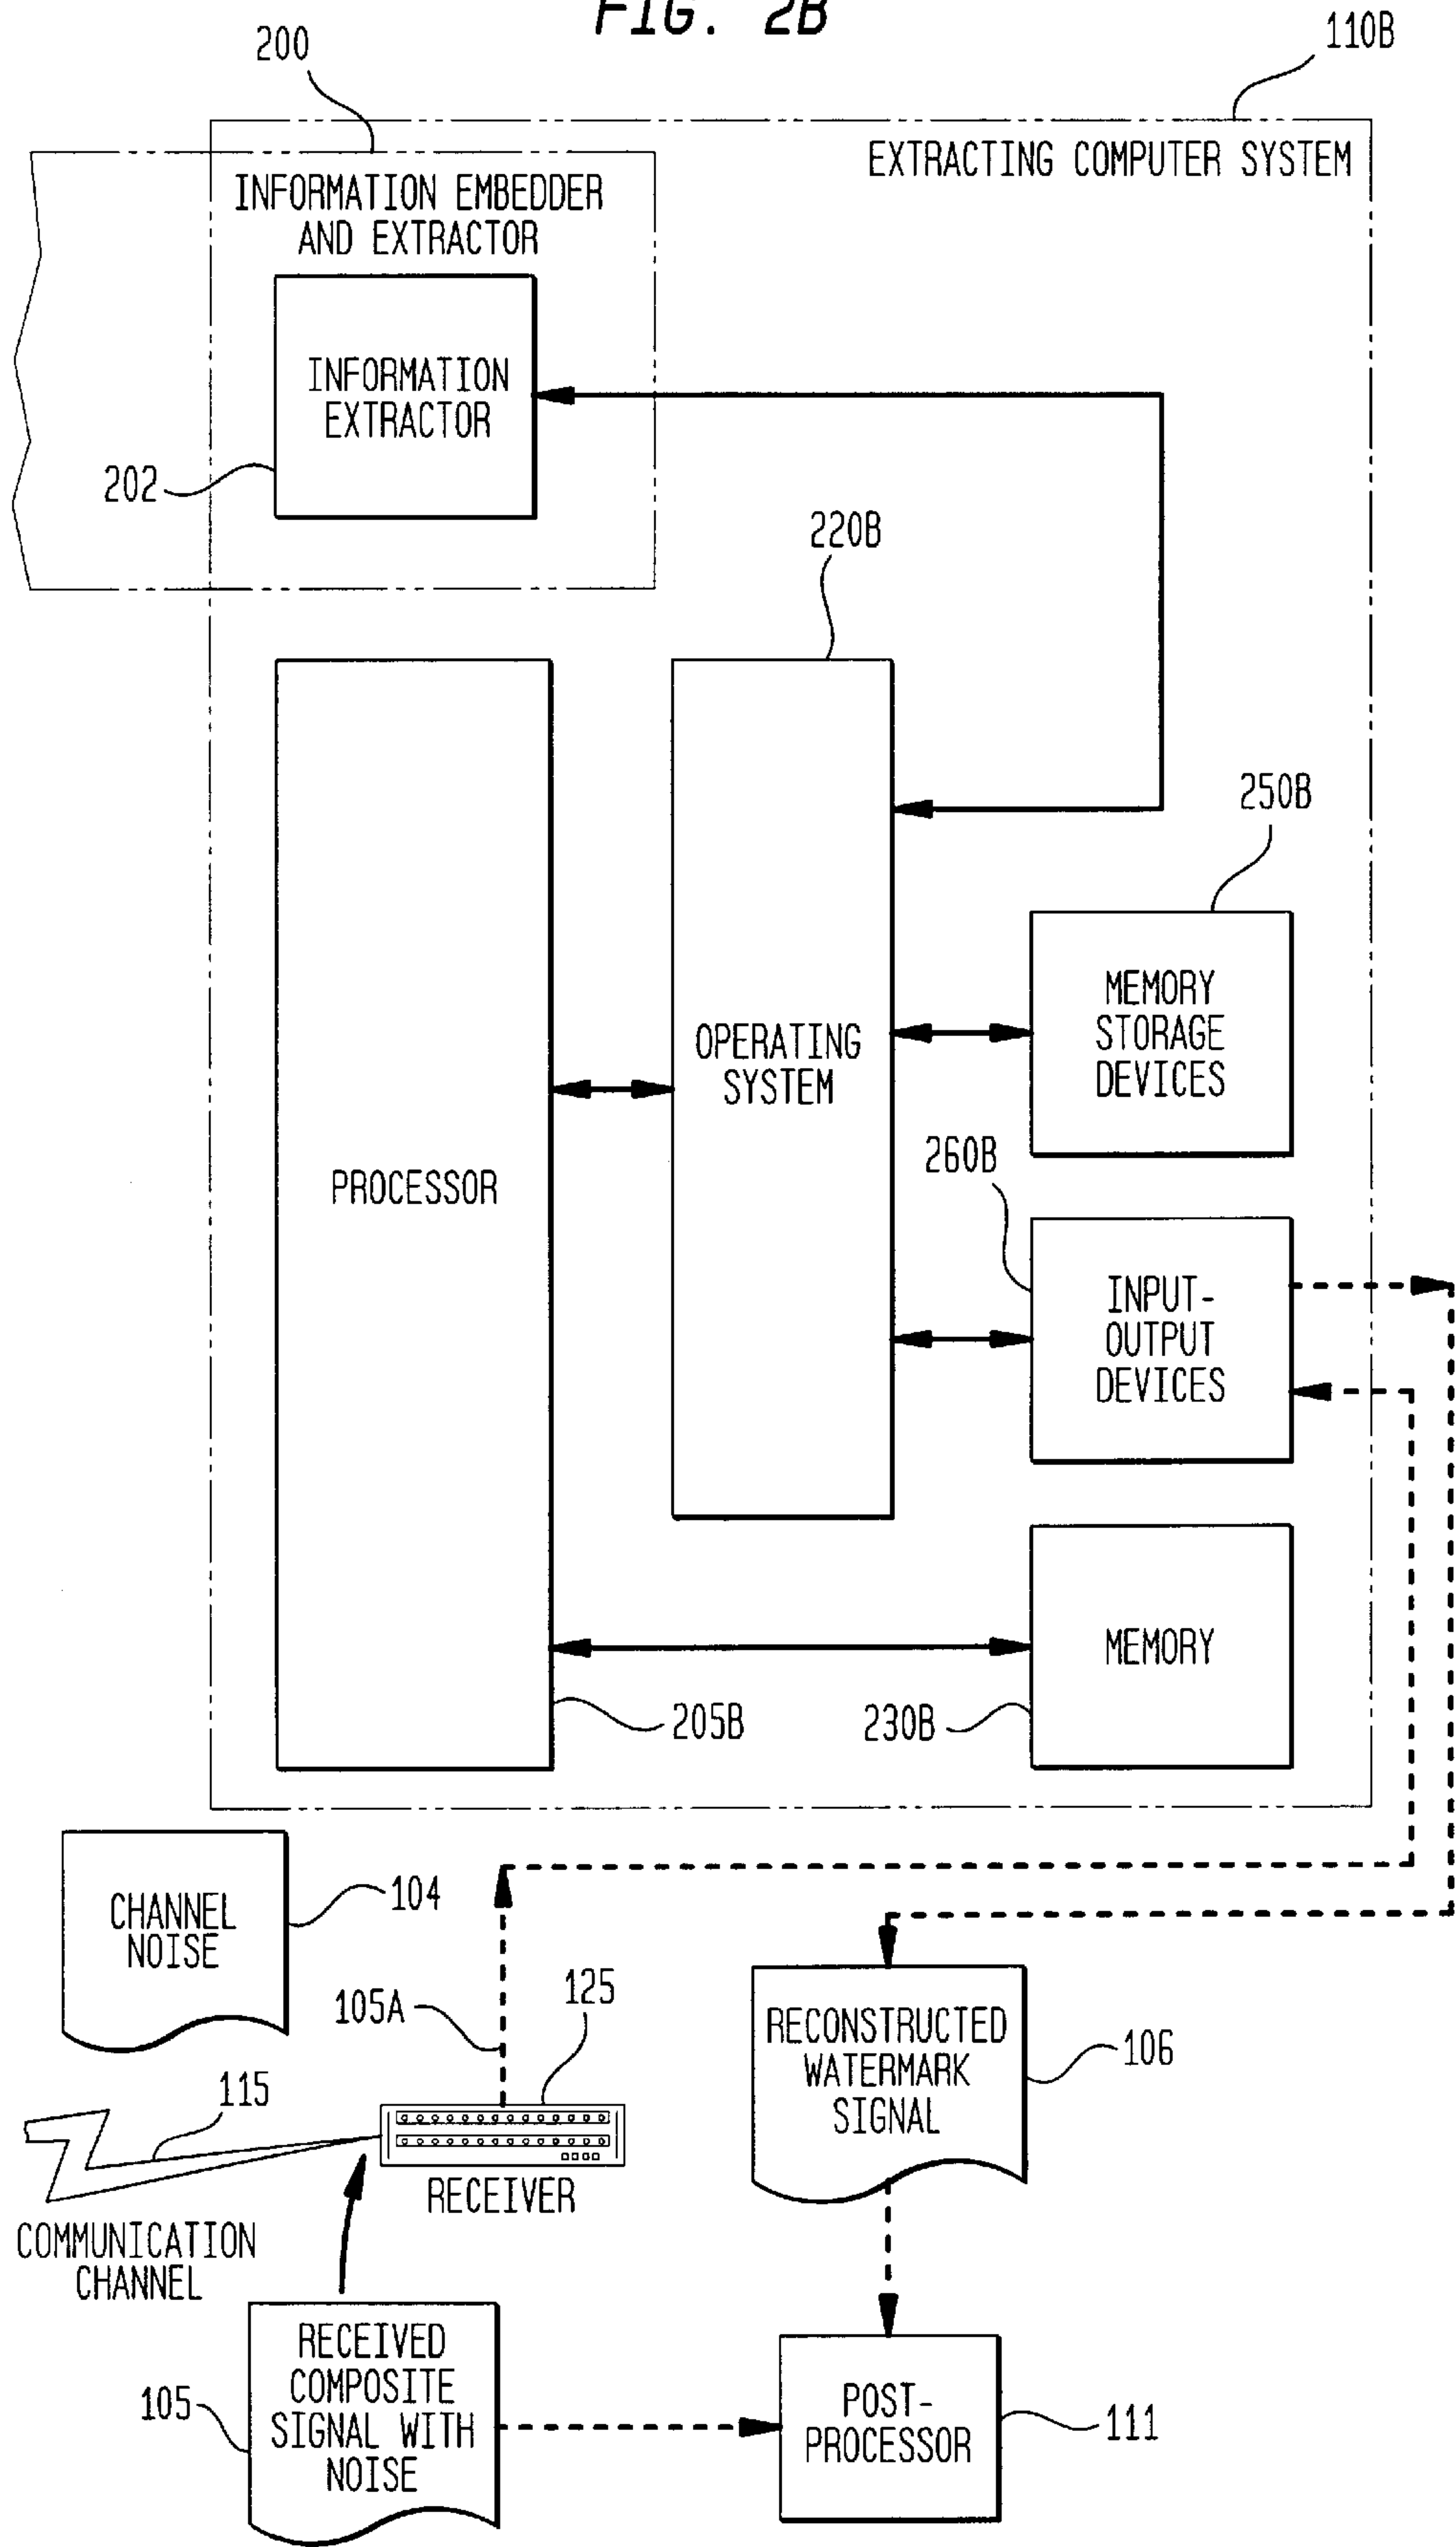 FIG. 2B
200
110B
EXTRACTING COMPUTER SYSTEM
INFORMATION EMBEDDER
AND EXTRACTOR
INFORMATION
EXTRACTOR
202
220B
250B
MEMORY
STORAGE
DEVICES
OPERATING
SYSTEM
260B
PROCESSOR
INPUT-
OUTPUT
DEVICES
MEMORY
205B
230B
CHANNEL
NOISE
104
105A
125
RECONSTRUCTED
WATERMARK
SIGNAL
106
115
RECEIVER
COMMUNICATION
CHANNEL
RECEIVED
COMPOSITE
SIGNAL WITH
NOISE
105
POST-
PROCESSOR
111